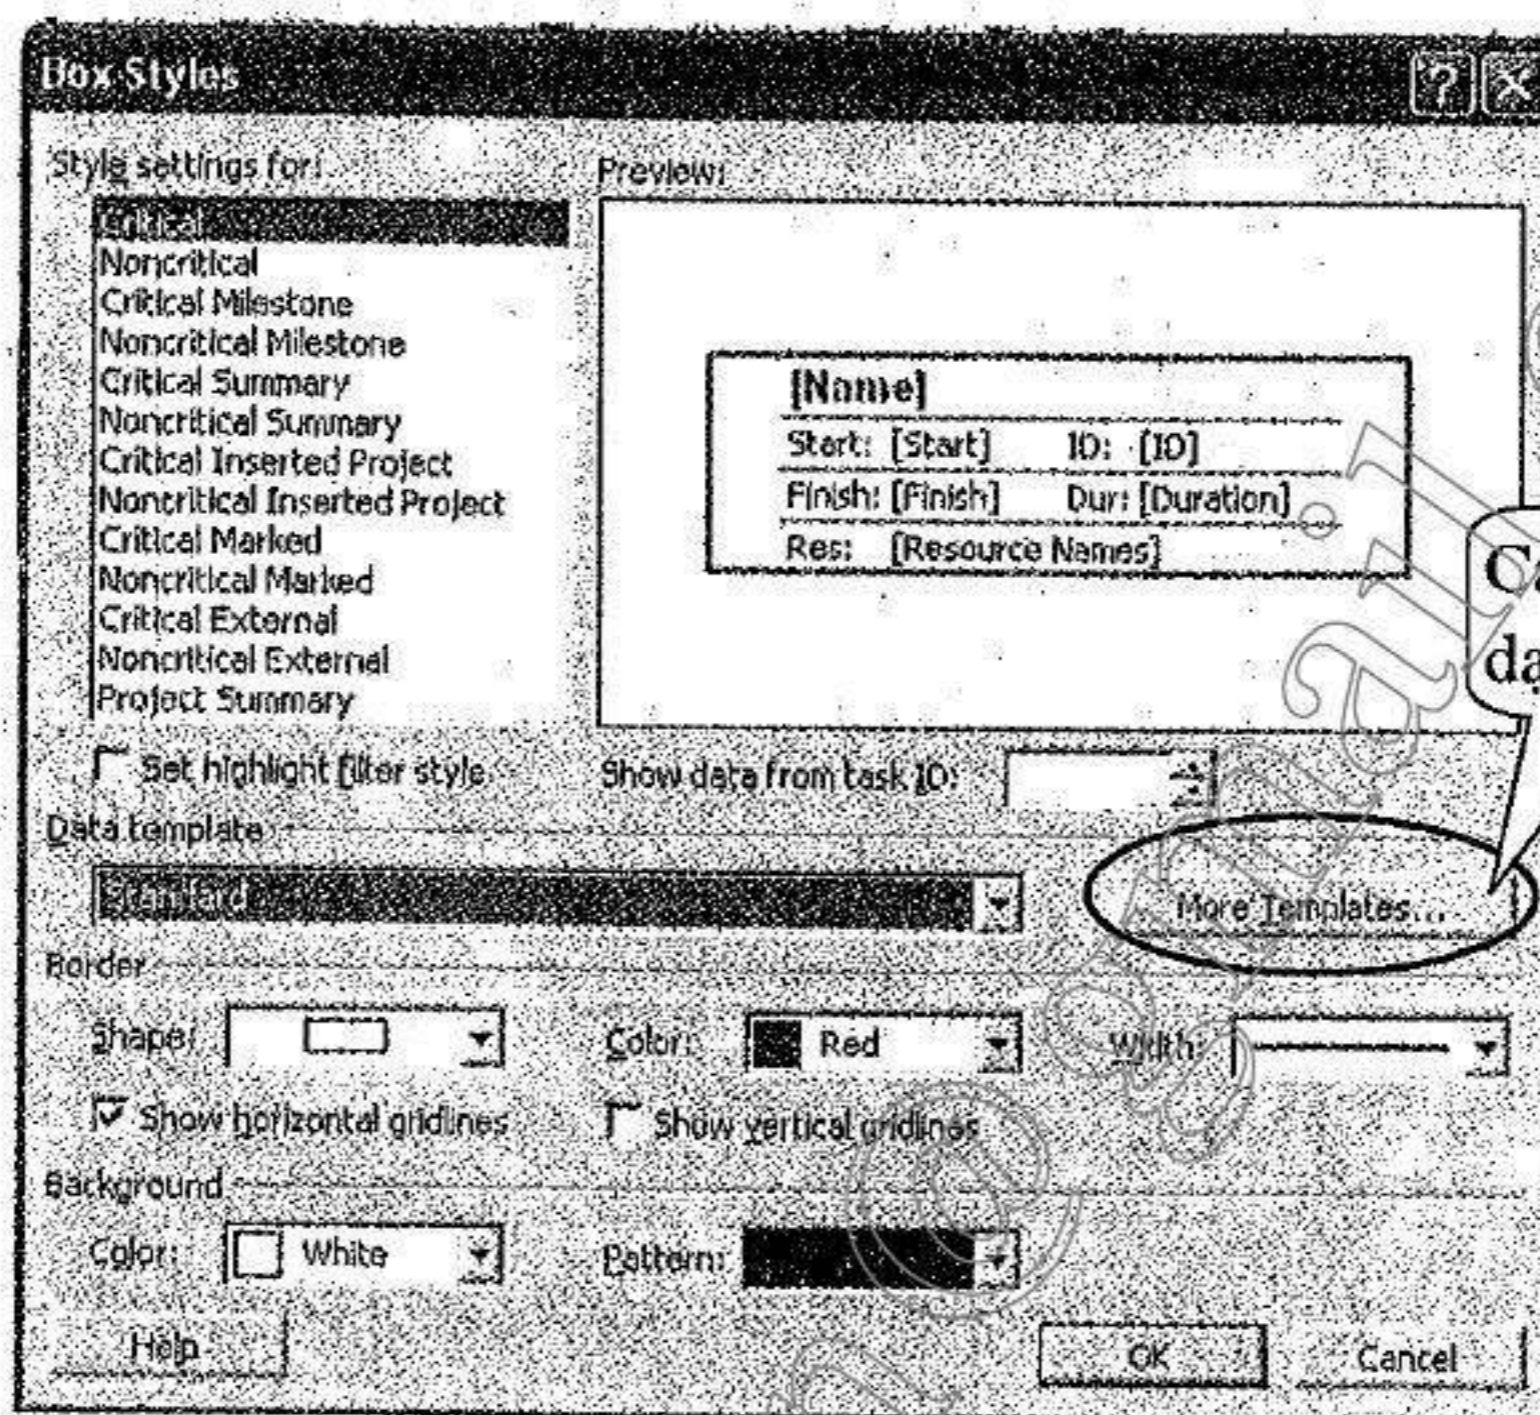 Box Styles
Style settings for:
Critical
Noncritical
Critical Milestone
Noncritical Milestone
Critical Summary
Noncritical Summary
Critical Inserted Project
Noncritical Inserted Project
Critical Marked
Noncritical Marked
Critical External
Noncritical External
Project Summary
Preview:
[Name]
Start: [Start] ID: [ID]
Finish: [Finish] Dur: [Duration]
Res: [Resource Names]
Set highlight filter style
Show data from task ID:
Data template
Standard
More Templates...
Border
Shape:
Color: Red
Width:
Show horizontal gridlines
Show vertical gridlines
Background
Color: White
Pattern:
Help
OK
Cancel